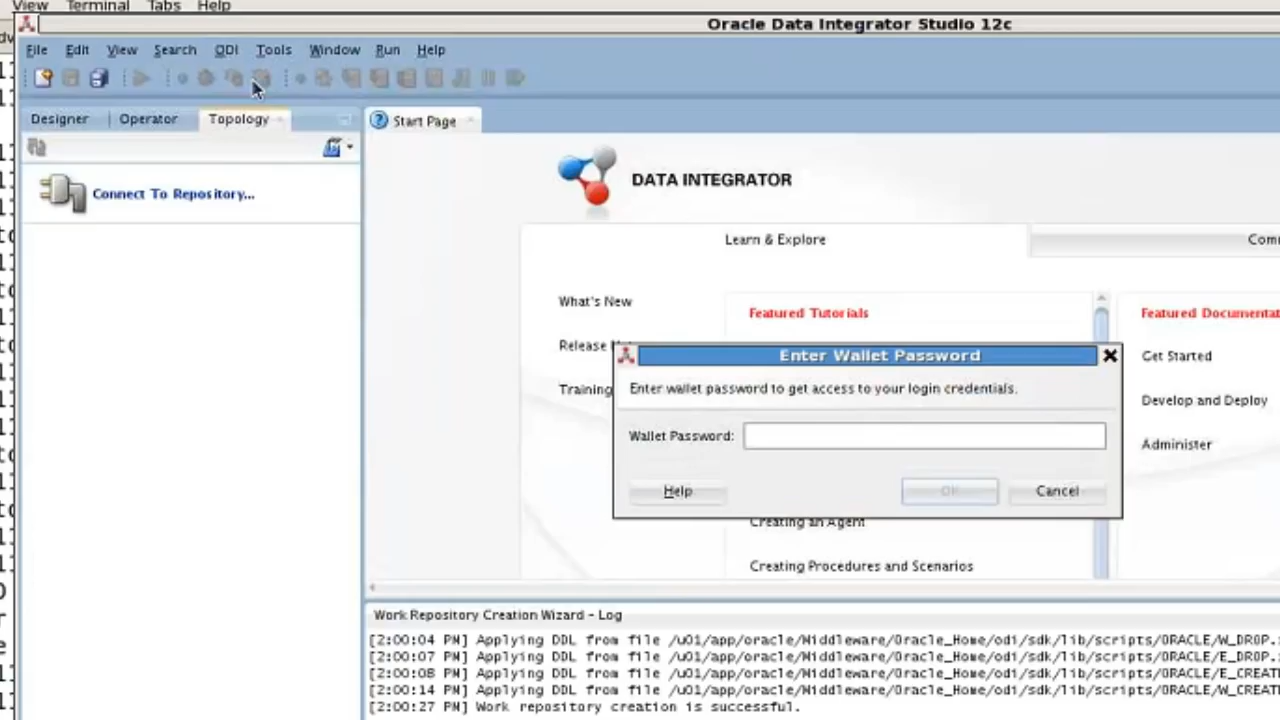 View Terminal Tabs Help
Oracle Data Integrator Studio 12c
File Edit View Search ODI Tools Window Run Help
Designer Operator Topology
Start Page
Connect To Repository...
DATA INTEGRATOR
Learn & Explore
What's New
Featured Tutorials
Release
Get Started
Enter Wallet Password
Enter wallet password to get access to your login credentials.
Training
Develop and Deploy
Wallet Password:
Administer
Help OK Cancel
Creating an Agent
Creating Procedures and Scenarios
Work Repository Creation Wizard - Log
[2:00:04 PM] Applying DDL from file /u01/app/oracle/Middleware/Oracle_Home/odi/sdk/lib/scripts/ORACLE/W_DROP.
[2:00:07 PM] Applying DDL from file /u01/app/oracle/Middleware/Oracle_Home/odi/sdk/lib/scripts/ORACLE/E_DROP.
[2:00:08 PM] Applying DDL from file /u01/app/oracle/Middleware/Oracle_Home/odi/sdk/lib/scripts/ORACLE/E_CREAT
[2:00:14 PM] Applying DDL from file /u01/app/oracle/Middleware/Oracle_Home/odi/sdk/lib/scripts/ORACLE/W_CREAT
[2:00:27 PM] Work repository creation is successful.